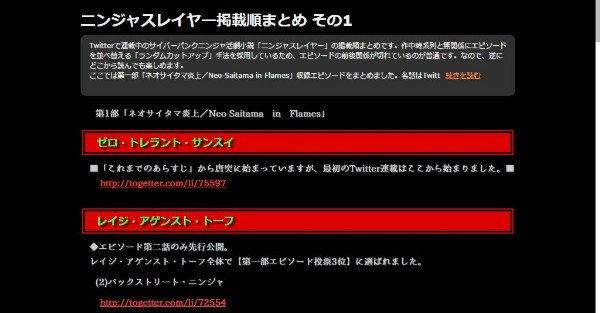 ニンジャスレイヤー掲載順まとめ その1
Twitterで連載中のサイバーパンクニンジャ活劇小説「ニンジャスレイヤー」の掲載順まとめです。作中時系列と無関係にエピソード
を並べ替える「ランダムカットアップ」手法を採用しているため、エピソードの前後関係が切れているのが普通です。なので、逆に
どこから読んでも楽しめます。
ここでは第一部「ネオサイタマ炎上／Neo-Saitama in Flames」収録エピソードをまとめました。各話はTwitt 続きを読む
第1部「ネオサイタマ炎上／Neo-Saitama in Flames」
ゼロ・トレラント・サンスイ
■「これまでのあらすじ」から唐突に始まっていますが、最初のTwitter連載はここから始まりました。■
http://togetter.com/li/75597
レイジ・アゲンスト・トーフ
◆エピソード第二話のみ先行公開。
レイジ・アゲンスト・トーフ全体で【第一部エピソード投票3位】に選ばれました。
(2)バックストリート・ニンジャ
http://togetter.com/li/72554